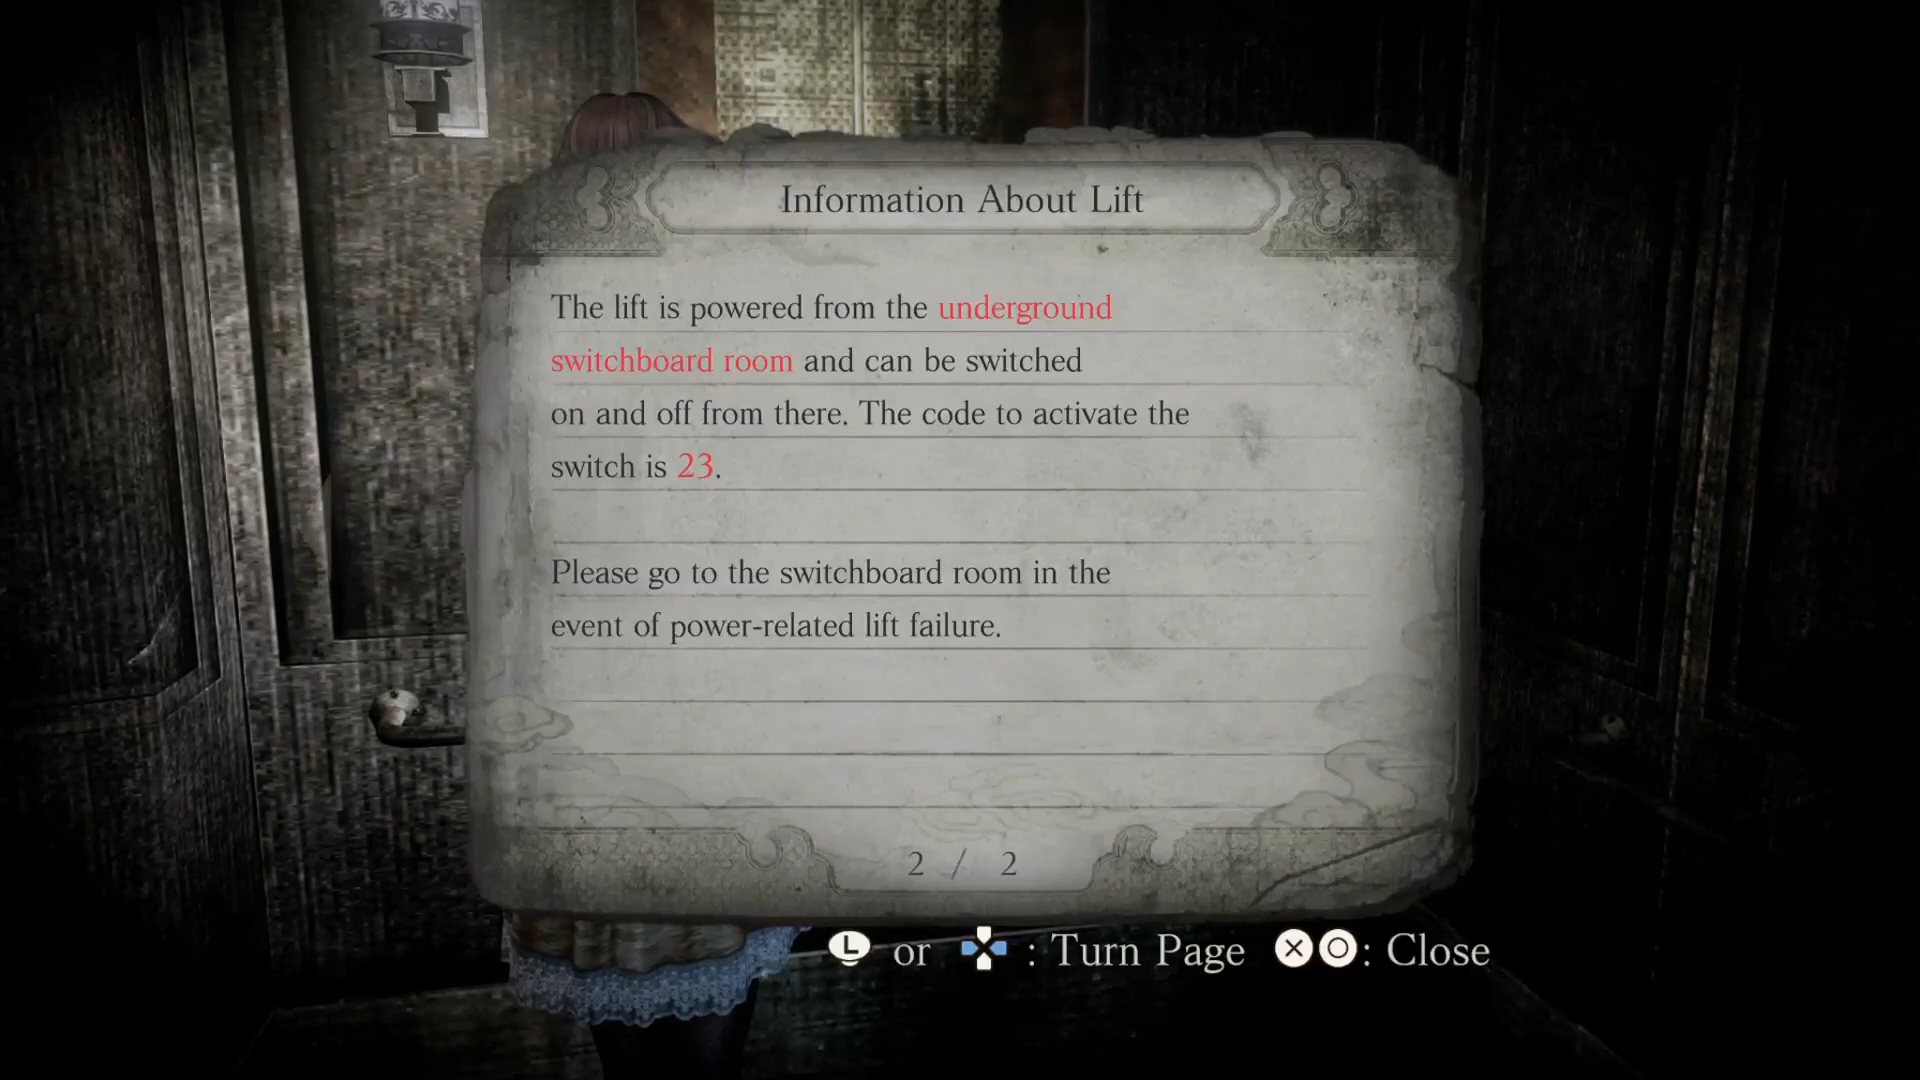 Information About Lift
The lift is powered from the underground
switchboard room and can be switched
on and off from there. The code to activate the
switch is 23.
Please go to the switchboard room in the
event of power-related lift failure.
2 / 2
L or : Turn Page : Close